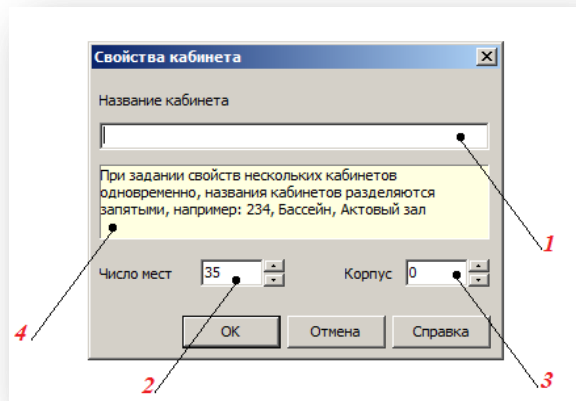 Свойства кабинета
Название кабинета
При задании свойств нескольких кабинетов
одновременно, названия кабинетов разделяются
запятыми, например: 234, Бассейн, Актовый зал
1
Число мест 35 Корпус 0
4
ОК Отмена Справка
2
3